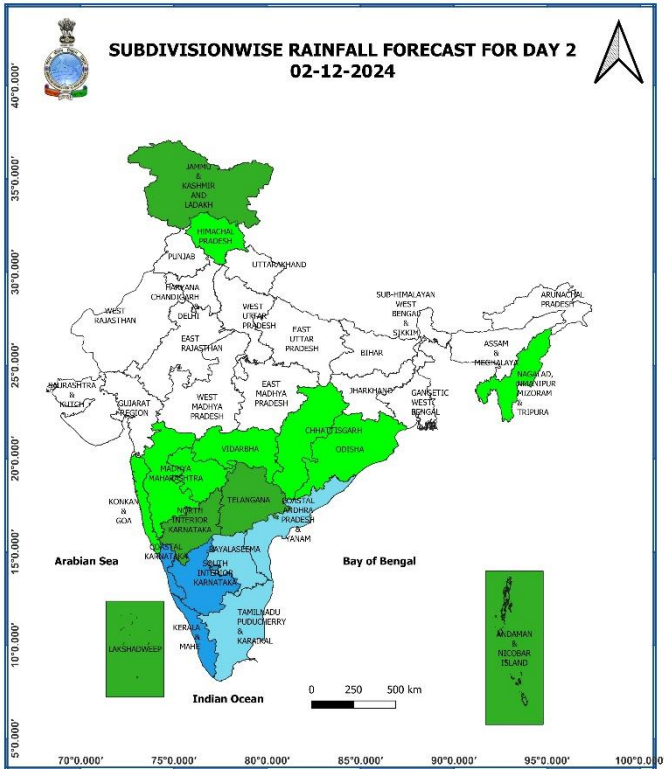 SUBDIVISIONWISE RAINFALL FORECAST FOR DAY 2
02-12-2024
40°0.000'
35°0.000'
30°0.000'
25°0.000'
20°0.000'
15°0.000'
10°0.000'
5°0.000'
JAMMU
&
KASHMIR
AND
LADAKH
HIMACHAL
PRADESH
PUNJAB
UTTARAKHAND
HARYANA
CHANDIGARH
&
DELHI
WEST
RAJASTHAN
WEST
UTTAR
PRADESH
EAST
RAJASTHAN
EAST
UTTAR
PRADESH
SUB-HIMALAYAN
WEST
BENGAL
&
SIKKIM
ARUNACHAL
PRADESH
ASSAM
&
MEGHALAYA
BIHAR
SAURASHTRA
&
KUTCH
GUJARAT
REGION
WEST
MADHYA
PRADESH
EAST
MADHYA
PRADESH
JHARKHAND
GANGETIC
WEST
BENGAL
MANIPUR
MIZORAM
&
TRIPURA
CHHATTISGARH
ODISHA
VIDARBHA
MADHYA
MAHARASHTRA
KONKAN
&
GOA
TELANGANA
NORTH
INTERIOR
KARNATAKA
COASTAL
ANDHRA
PRADESH
&
YANAM
COASTAL
KARNATAKA
RAYALASEEMA
SOUTH
INTERIOR
KARNATAKA
Arabian Sea
Bay of Bengal
TAMILNADU
PUDUCHERRY
&
KARAIKAL
KERALA
&
MAHE
LAKSHADWEEP
ANDAMAN
&
NICOBAR
ISLAND
Indian Ocean
0 250 500 km
70°0.000' 75°0.000' 80°0.000' 85°0.000' 90°0.000' 95°0.000' 100°0.000'